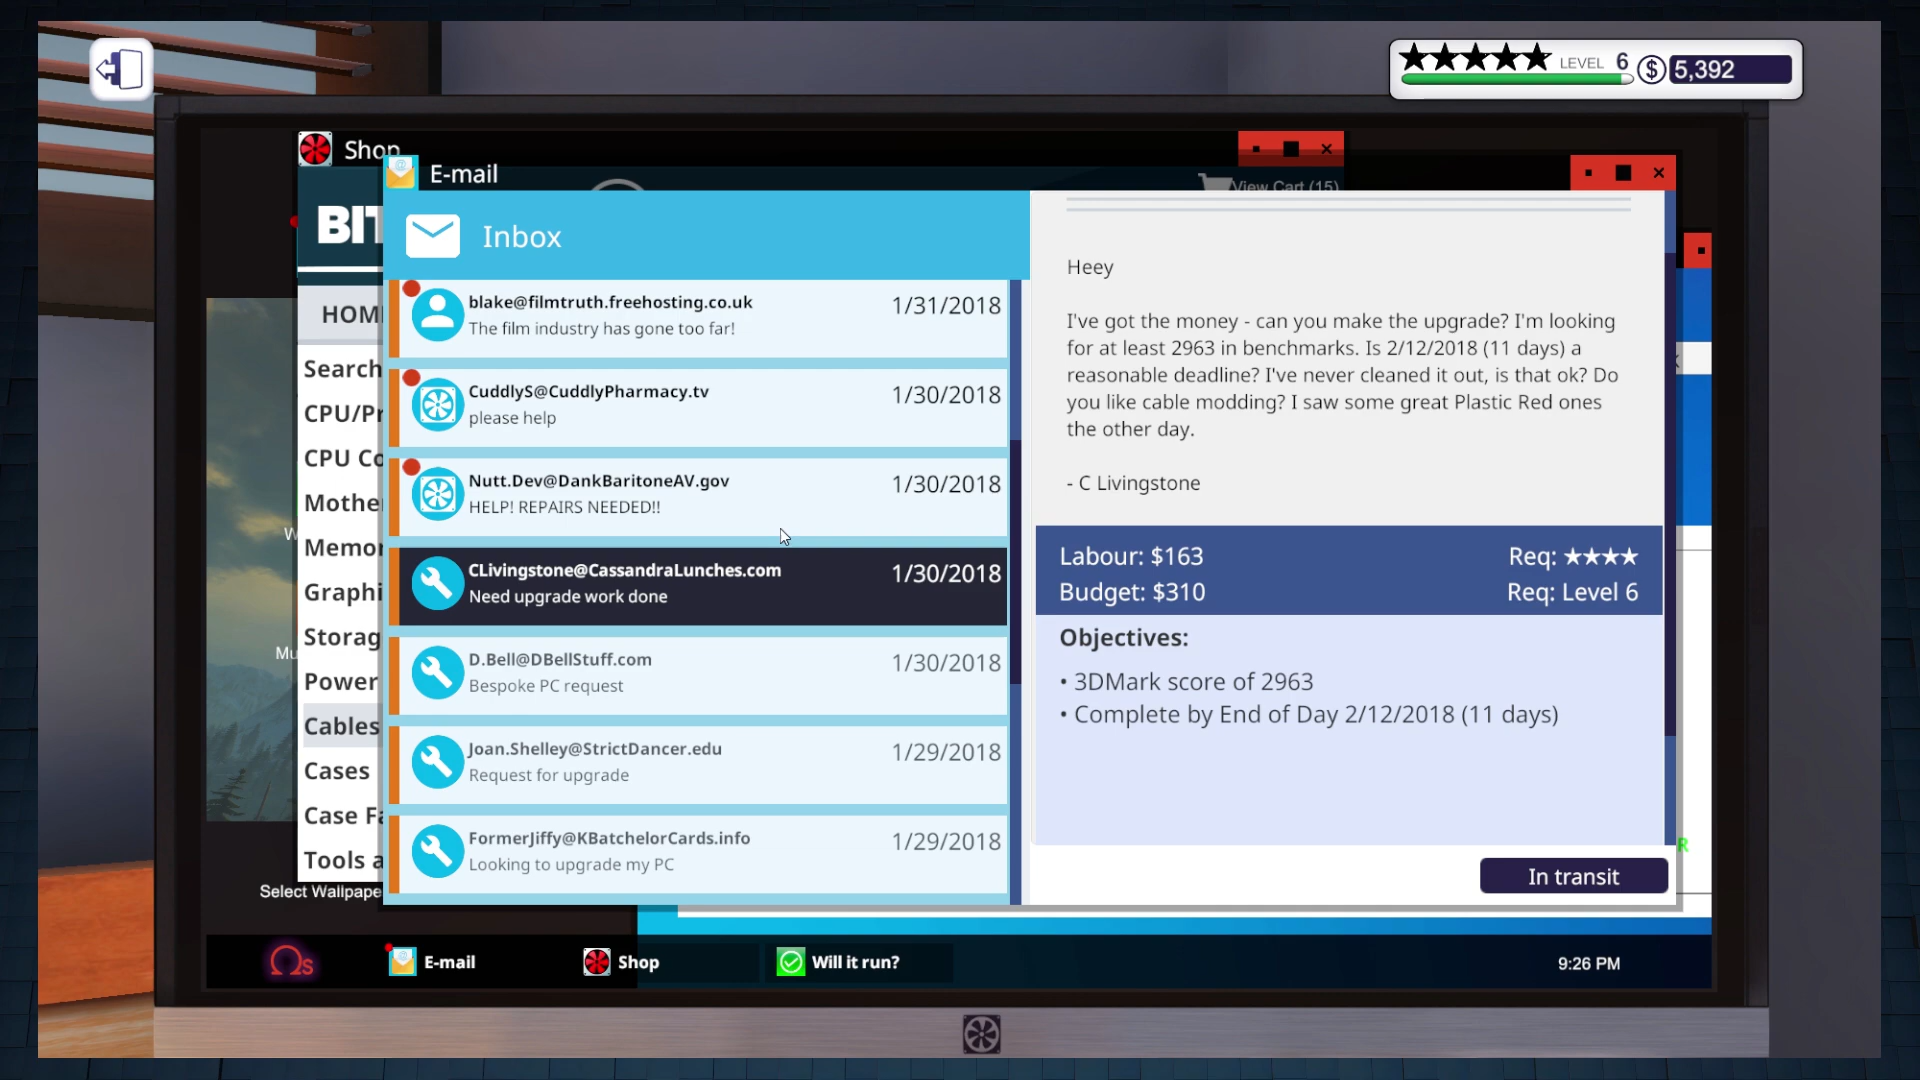 LEVEL 6
$ 5,392
Shop
E-mail
View Cart (15)
Inbox
HOM
Search
CPU/Pr
CPU Co
Mothe
Memor
Graphi
Storag
Power
Cables
Cases
Case Fa
Tools a
Select Wallpape
blake@filmtruth.freehosting.co.uk 1/31/2018
The film industry has gone too far!
CuddlyS@CuddlyPharmacy.tv 1/30/2018
please help
Nutt.Dev@DankBaritoneAV.gov 1/30/2018
HELP! REPAIRS NEEDED!!
CLivingstone@CassandraLunches.com 1/30/2018
Need upgrade work done
D.Bell@DBellStuff.com 1/30/2018
Bespoke PC request
Joan.Shelley@StrictDancer.edu 1/29/2018
Request for upgrade
FormerJiffy@KBatchelorCards.info 1/29/2018
Looking to upgrade my PC
Heey
I've got the money - can you make the upgrade? I'm looking
for at least 2963 in benchmarks. Is 2/12/2018 (11 days) a
reasonable deadline? I've never cleaned it out, is that ok? Do
you like cable modding? I saw some great Plastic Red ones
the other day.
- C Livingstone
Labour: $163 Req: ★★★★
Budget: $310 Req: Level 6
Objectives:
• 3DMark score of 2963
• Complete by End of Day 2/12/2018 (11 days)
In transit
E-mail
Shop
Will it run?
9:26 PM